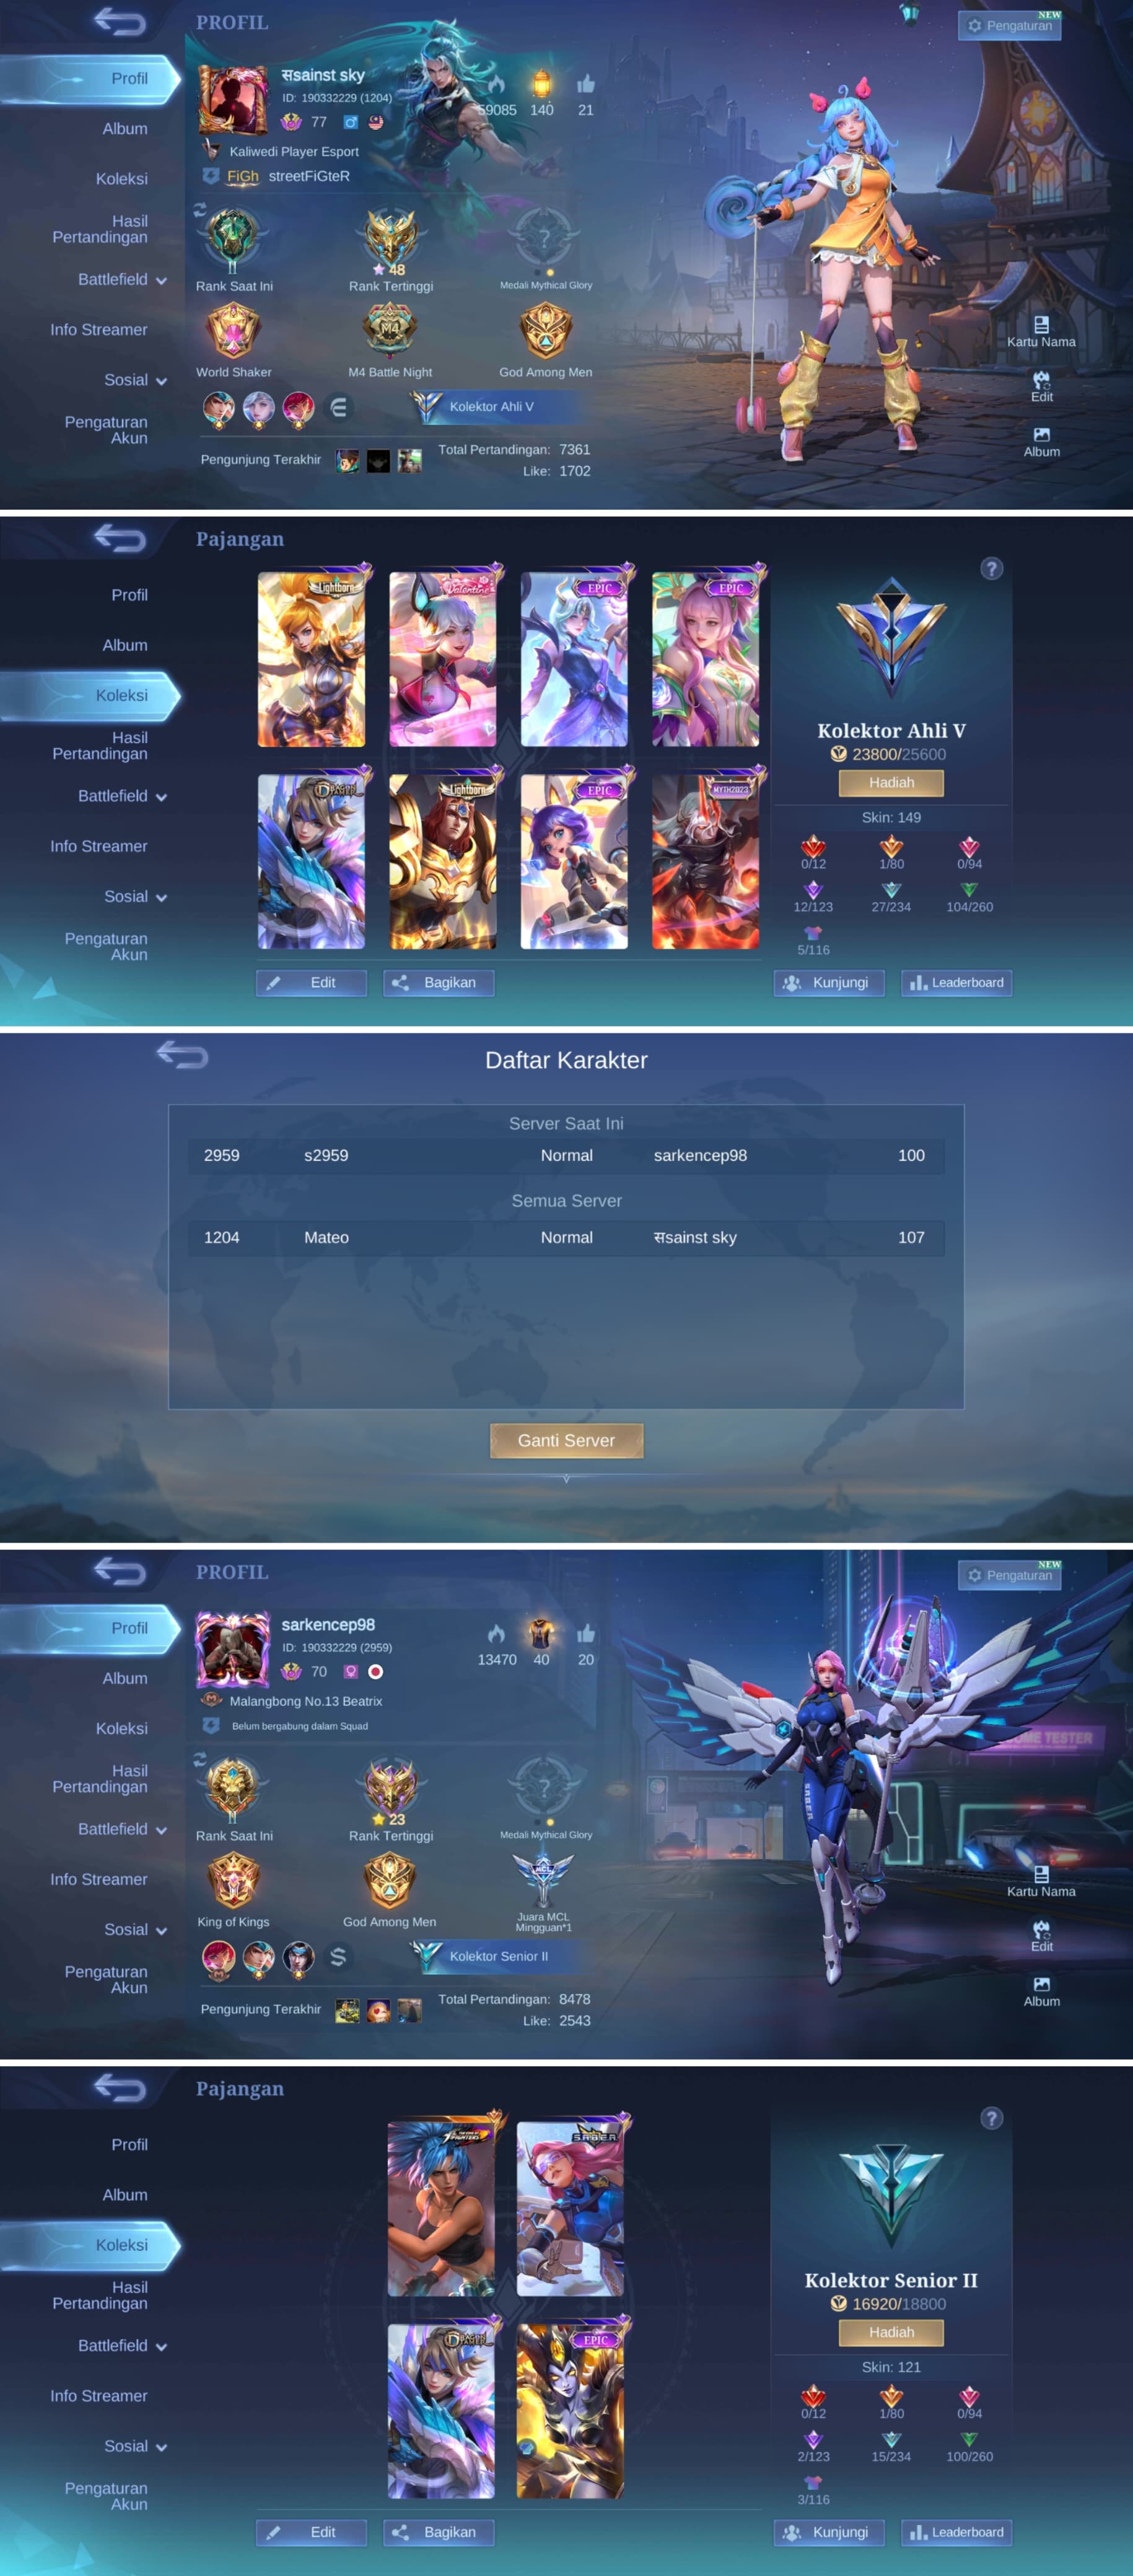 PROFIL
NEW
Pengaturan
Profil
Album
Koleksi
Hasil
Pertandingan
Battlefield
Info Streamer
Sosial
Pengaturan
Akun
सsainst sky
ID: 190332229 (1204)
77
59085 140 21
Kaliwedi Player Esport
FiGh streetFiGteR
II
48
Rank Saat Ini
Rank Tertinggi
Medali Mythical Glory
M4
World Shaker
M4 Battle Night
God Among Men
Kolektor Ahli V
Pengunjung Terakhir
Total Pertandingan: 7361
Like: 1702
Kartu Nama
Edit
Album
Pajangan
Profil
Album
Koleksi
Hasil
Pertandingan
Battlefield
Info Streamer
Sosial
Pengaturan
Akun
Lightborn
Valentine
EPIC
EPIC
Lightborn
EPIC
MYTH2023
?
Kolektor Ahli V
23800/25600
Hadiah
Skin: 149
0/12 1/80 0/94
12/123 27/234 104/260
5/116
Edit
Bagikan
Kunjungi
Leaderboard
Daftar Karakter
Server Saat Ini
2959 s2959 Normal sarkencep98 100
Semua Server
1204 Mateo Normal सsainst sky 107
Ganti Server
PROFIL
NEW
Pengaturan
Profil
Album
Koleksi
Hasil
Pertandingan
Battlefield
Info Streamer
Sosial
Pengaturan
Akun
sarkencep98
ID: 190332229 (2959)
70
13470 40 20
Malangbong No.13 Beatrix
Belum bergabung dalam Squad
II
23
Rank Saat Ini
Rank Tertinggi
Medali Mythical Glory
MCL
King of Kings
God Among Men
Juara MCL
Mingguan*1
Kolektor Senior II
Pengunjung Terakhir
Total Pertandingan: 8478
Like: 2543
SABER
Kartu Nama
Edit
Album
Pajangan
Profil
Album
Koleksi
Hasil
Pertandingan
Battlefield
Info Streamer
Sosial
Pengaturan
Akun
SABER
EPIC
?
Kolektor Senior II
16920/18800
Hadiah
Skin: 121
0/12 1/80 0/94
2/123 15/234 100/260
3/116
Edit
Bagikan
Kunjungi
Leaderboard